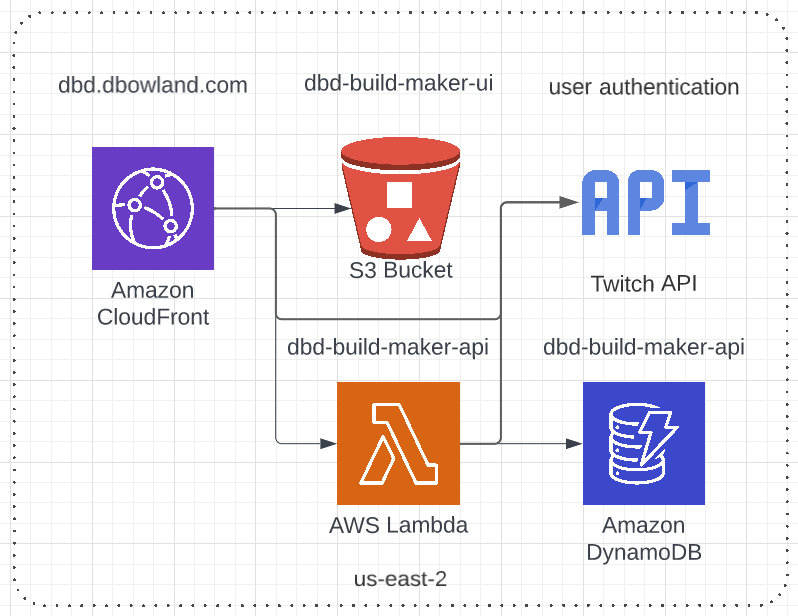 dbd.dbowland.com
dbd-build-maker-ui
user authentication
API
S3 Bucket
Twitch API
Amazon
CloudFront
dbd-build-maker-api
dbd-build-maker-api
AWS Lambda
Amazon
DynamoDB
us-east-2